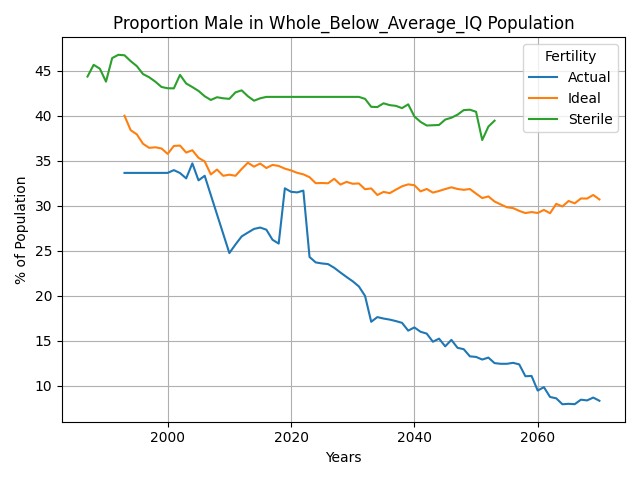 Proportion Male in Whole_Below_Average_IQ Population
Fertility
Actual
Ideal
Sterile
% of Population
45
40
35
30
25
20
15
10
2000
2020
2040
2060
Years